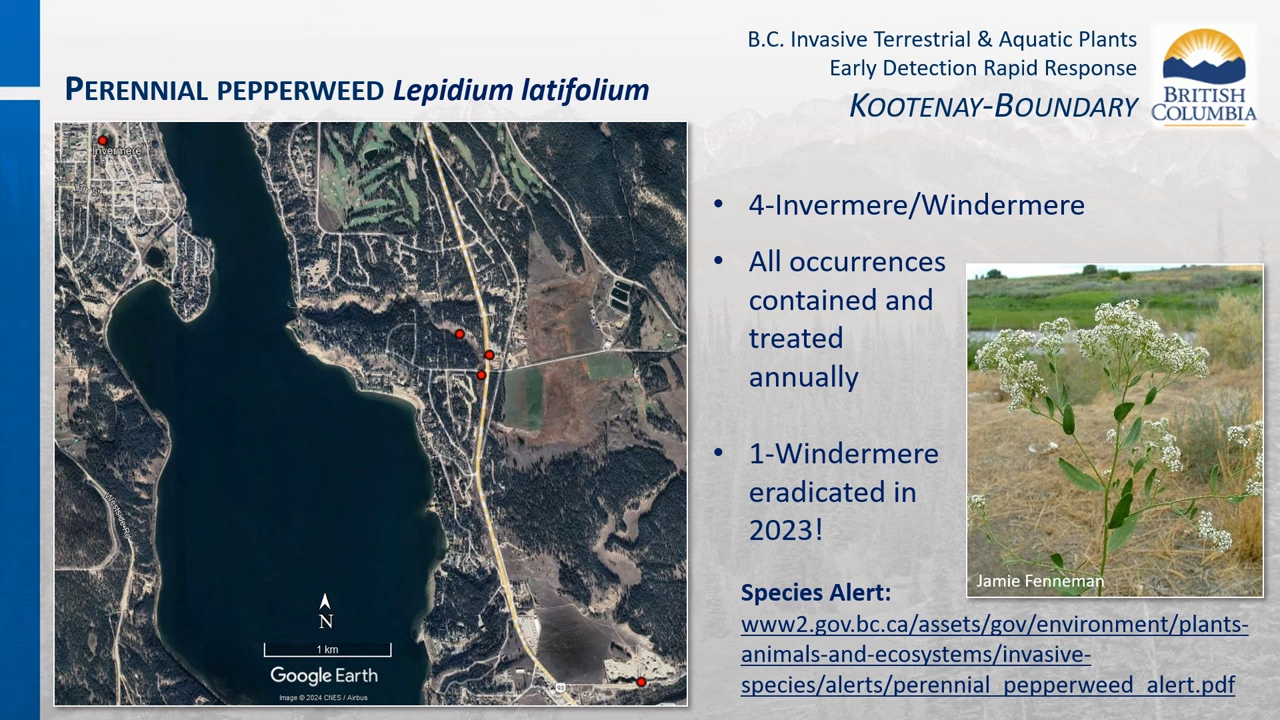 B.C. Invasive Terrestrial & Aquatic Plants
Early Detection Rapid Response
KOOTENAY-BOUNDARY
BRITISH
COLUMBIA
PERENNIAL PEPPERWEED Lepidium latifolium
Invermere
N
1 km
Google Earth
Image © 2024 CNES / Airbus
• 4-Invermere/Windermere
• All occurrences
contained and
treated
annually
• 1-Windermere
eradicated in
2023!
Jamie Fenneman
Species Alert:
www2.gov.bc.ca/assets/gov/environment/plants-
animals-and-ecosystems/invasive-
species/alerts/perennial_pepperweed_alert.pdf